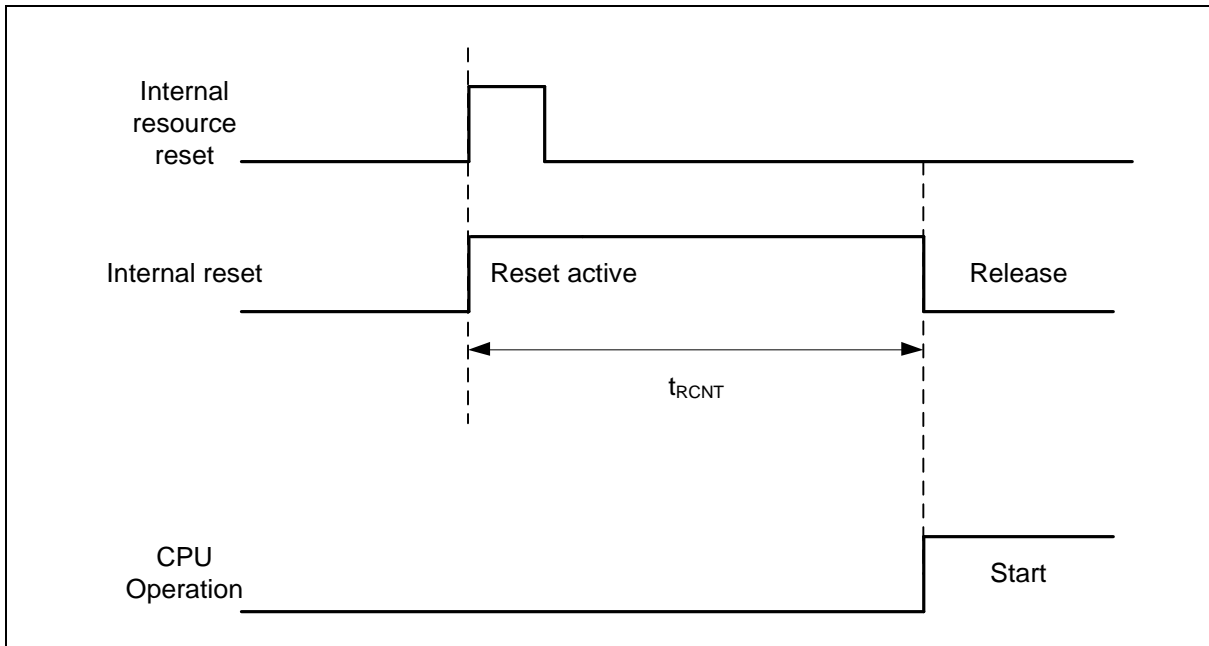 Internal
resource
reset
Internal reset
Reset active
Release
tRCNT
CPU
Operation
Start